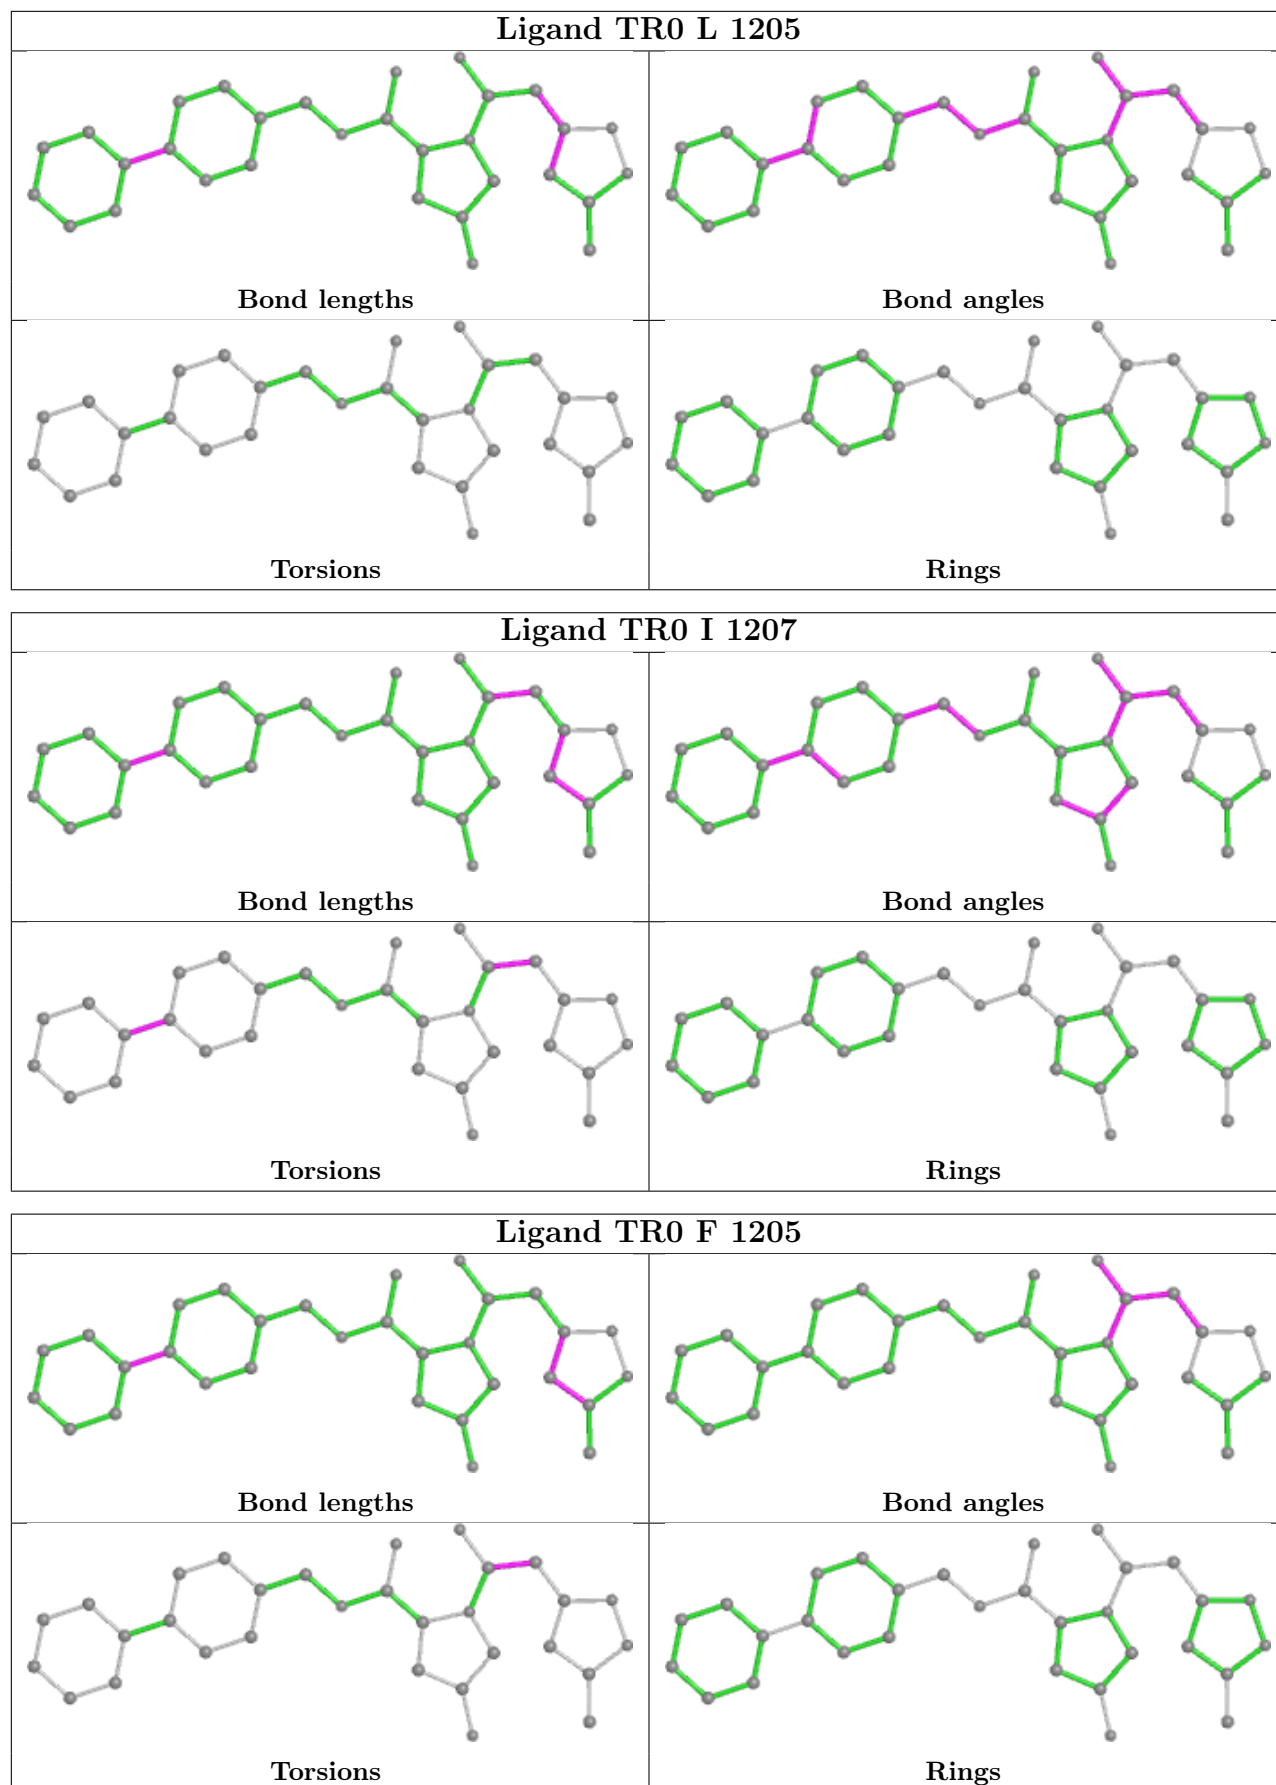 Ligand TR0 L 1205
Bond lengths
Bond angles
Torsions
Rings
Ligand TR0 I 1207
Bond lengths
Bond angles
Torsions
Rings
Ligand TR0 F 1205
Bond lengths
Bond angles
Torsions
Rings